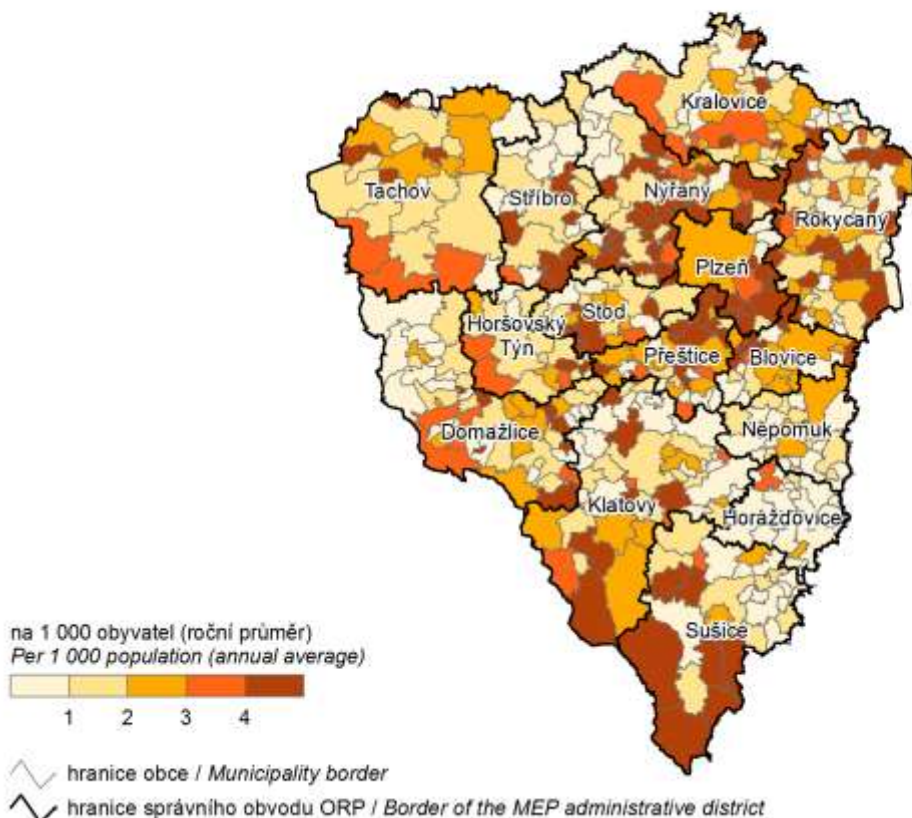 Kralovice
Tachov
Stříbro
Nýřany
Rokycany
Plzeň
Stod
Horšovský
Týn
Přeštice
Blovice
Domažlice
Nepomuk
Klatovy
Horažďovice
Sušice
na 1 000 obyvatel (roční průměr)
Per 1 000 population (annual average)
1 2 3 4
hranice obce / Municipality border
hranice správního obvodu ORP / Border of the MEP administrative district